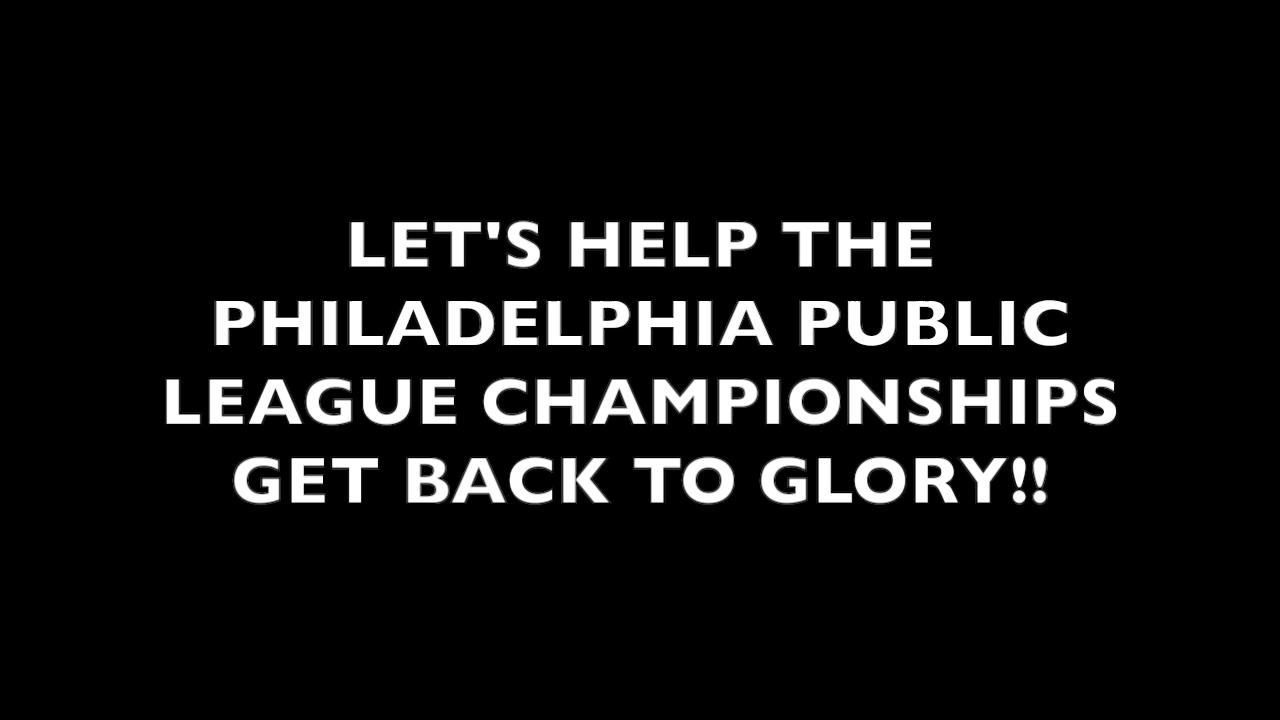 LET'S HELP THE
PHILADELPHIA PUBLIC
LEAGUE CHAMPIONSHIPS
GET BACK TO GLORY!!